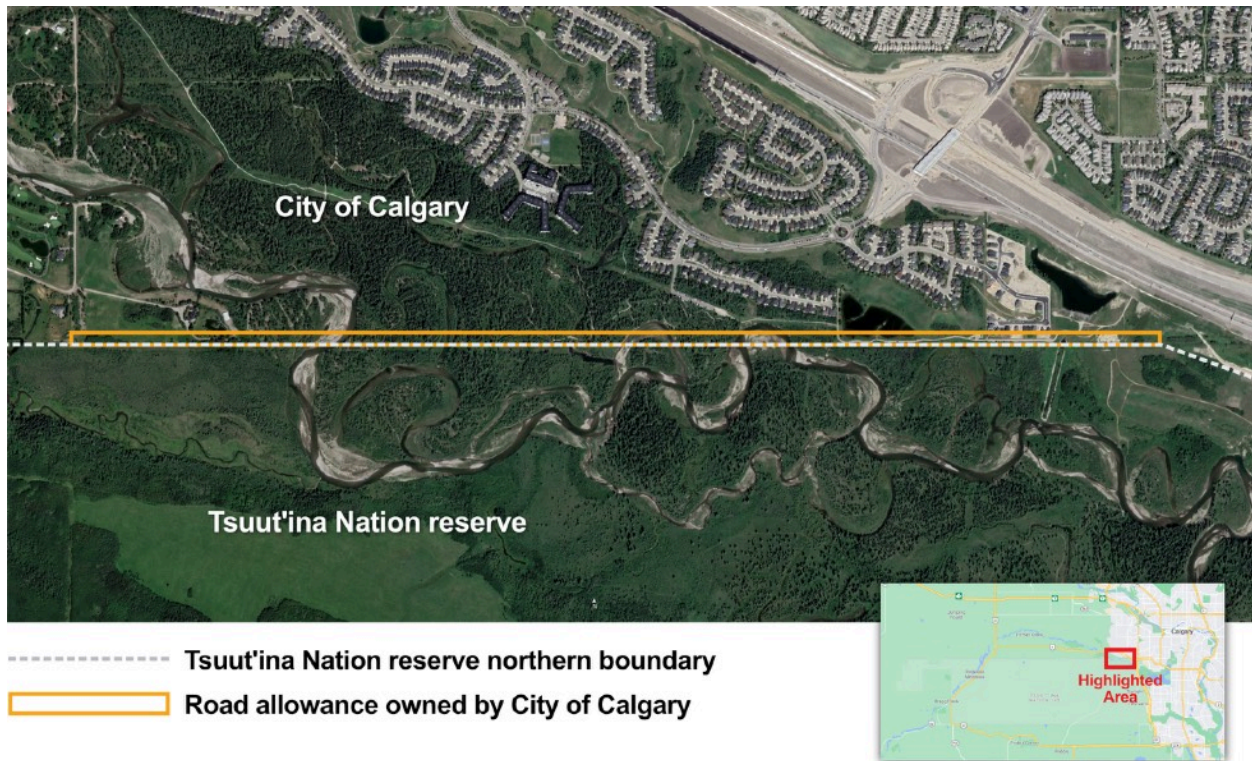 City of Calgary
Tsuut'ina Nation reserve
N
Calgary
Highlighted
Area
Tsuut'ina Nation reserve northern boundary
Road allowance owned by City of Calgary